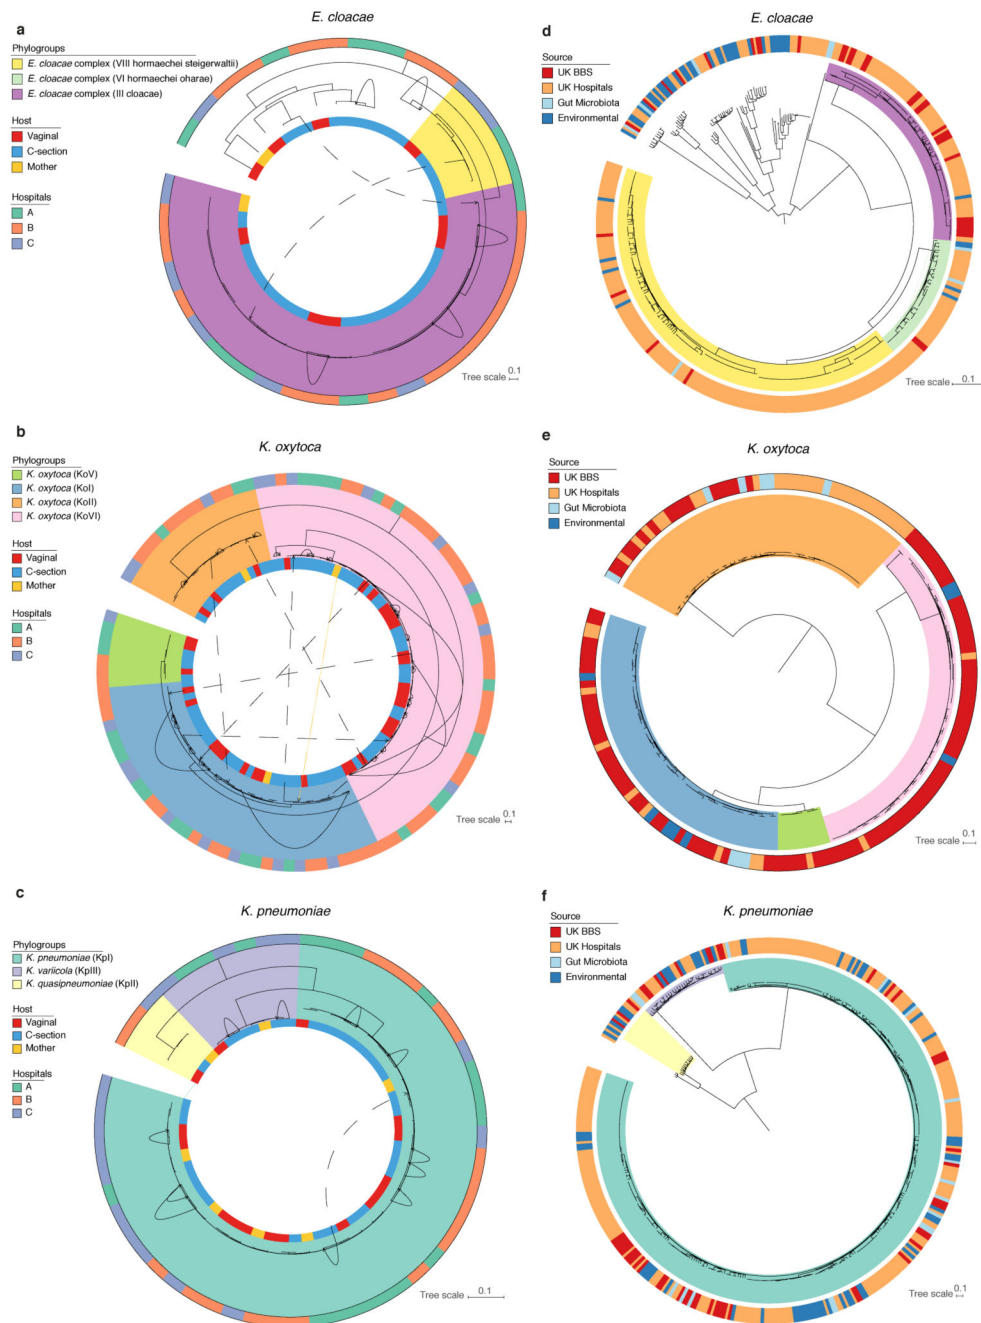 a
E. cloacae
Phylogroups
E. cloacae complex (VIII hormaechei steigerwaltii)
E. cloacae complex (VI hormaechei oharae)
E. cloacae complex (III cloacae)
Host
Vaginal
C-section
Mother
Hospitals
A
B
C
Tree scale 0.1
d
E. cloacae
Source
UK BBS
UK Hospitals
Gut Microbiota
Environmental
Tree scale 0.1
b
K. oxytoca
Phylogroups
K. oxytoca (KoV)
K. oxytoca (KoI)
K. oxytoca (KoII)
K. oxytoca (KoVI)
Host
Vaginal
C-section
Mother
Hospitals
A
B
C
Tree scale 0.1
e
K. oxytoca
Source
UK BBS
UK Hospitals
Gut Microbiota
Environmental
Tree scale 0.1
c
K. pneumoniae
Phylogroups
K. pneumoniae (KpI)
K. variicola (KpIII)
K. quasipneumoniae (KpII)
Host
Vaginal
C-section
Mother
Hospitals
A
B
C
Tree scale 0.1
f
K. pneumoniae
Source
UK BBS
UK Hospitals
Gut Microbiota
Environmental
Tree scale 0.1